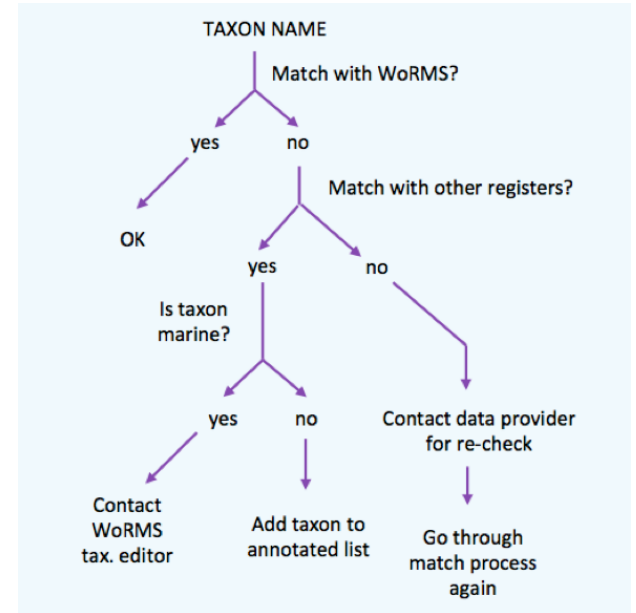 TAXON NAME
Match with WoRMS?
yes
no
Match with other registers?
OK
yes
no
Is taxon
marine?
yes
no
Contact data provider
for re-check
Contact
WoRMS
tax. editor
Add taxon to
annotated list
Go through
match process
again